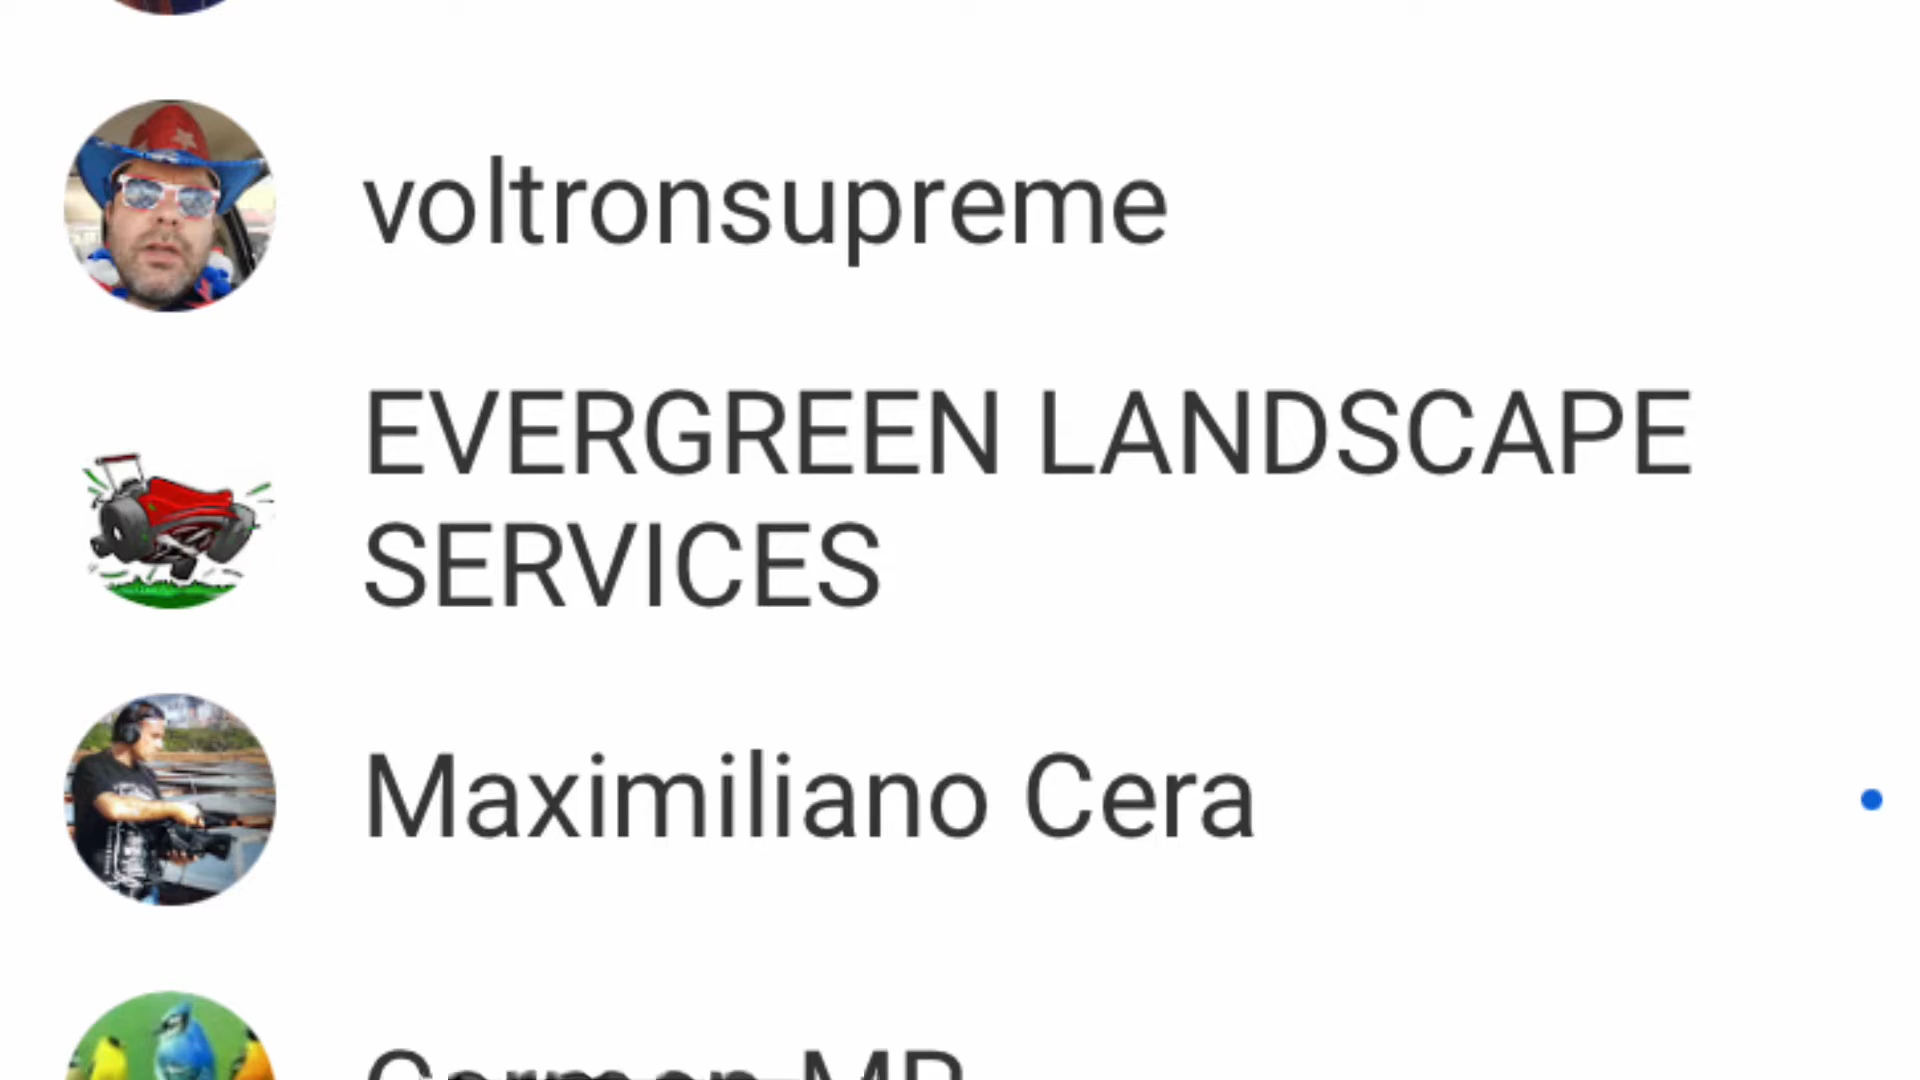 voltronsupreme
EVERGREEN LANDSCAPE
SERVICES
Maximiliano Cera